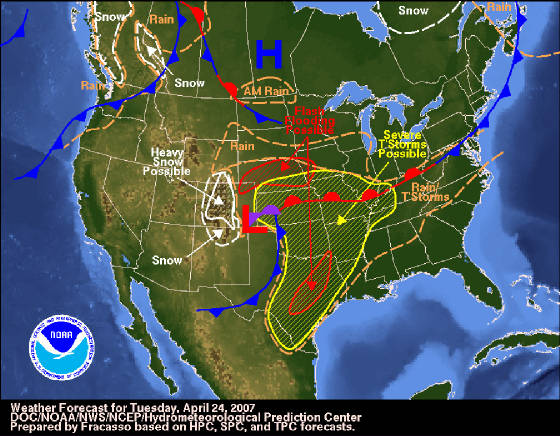 Snow
Rain
Snow
Rain
Rain
Snow
H
AM Rain
Flash
Flooding
Possible
Severe
T'Storms
Possible
Rain
Heavy
Snow
Possible
Rain/
T'Storms
L
Snow
NOAA
Weather Forecast for Tuesday, April 24, 2007
DOC/NOAA/NWS/NCEP/Hydrometeorological Prediction Center
Prepared by Fracasso based on HPC, SPC, and TPC forecasts.